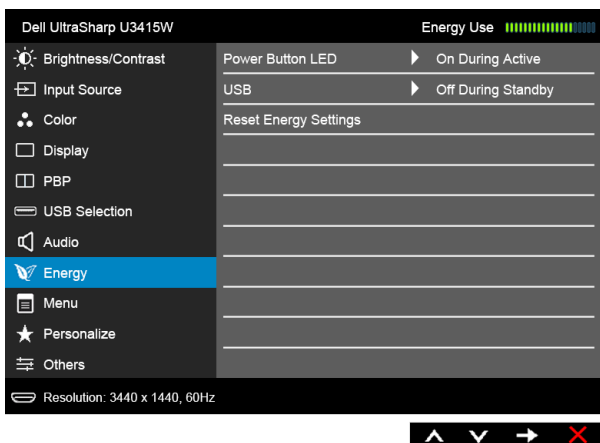 Dell UltraSharp U3415W Energy Use
Brightness/Contrast Power Button LED On During Active
Input Source USB Off During Standby
Color Reset Energy Settings
Display
PBP
USB Selection
Audio
Energy
Menu
Personalize
Others
Resolution: 3440 x 1440, 60Hz